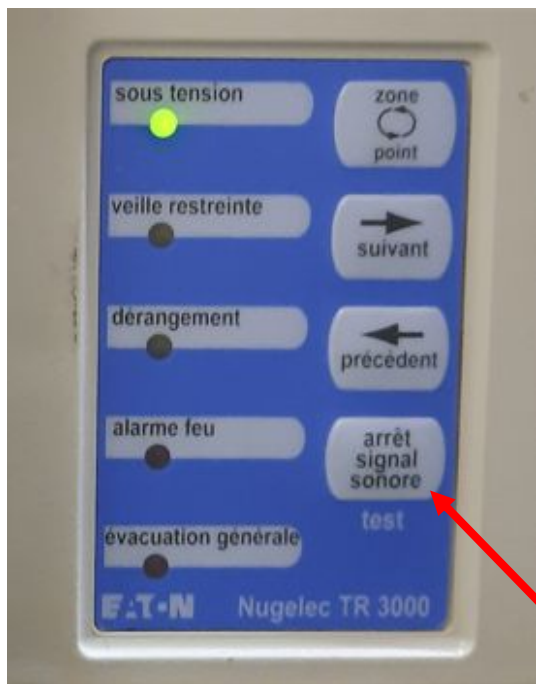 sous tension
zone
point
veille restreinte
suivant
dérangement
précédent
alarme feu
arrêt
signal
sonore
test
évacuation générale
EAT•N
Nugelec TR 3000